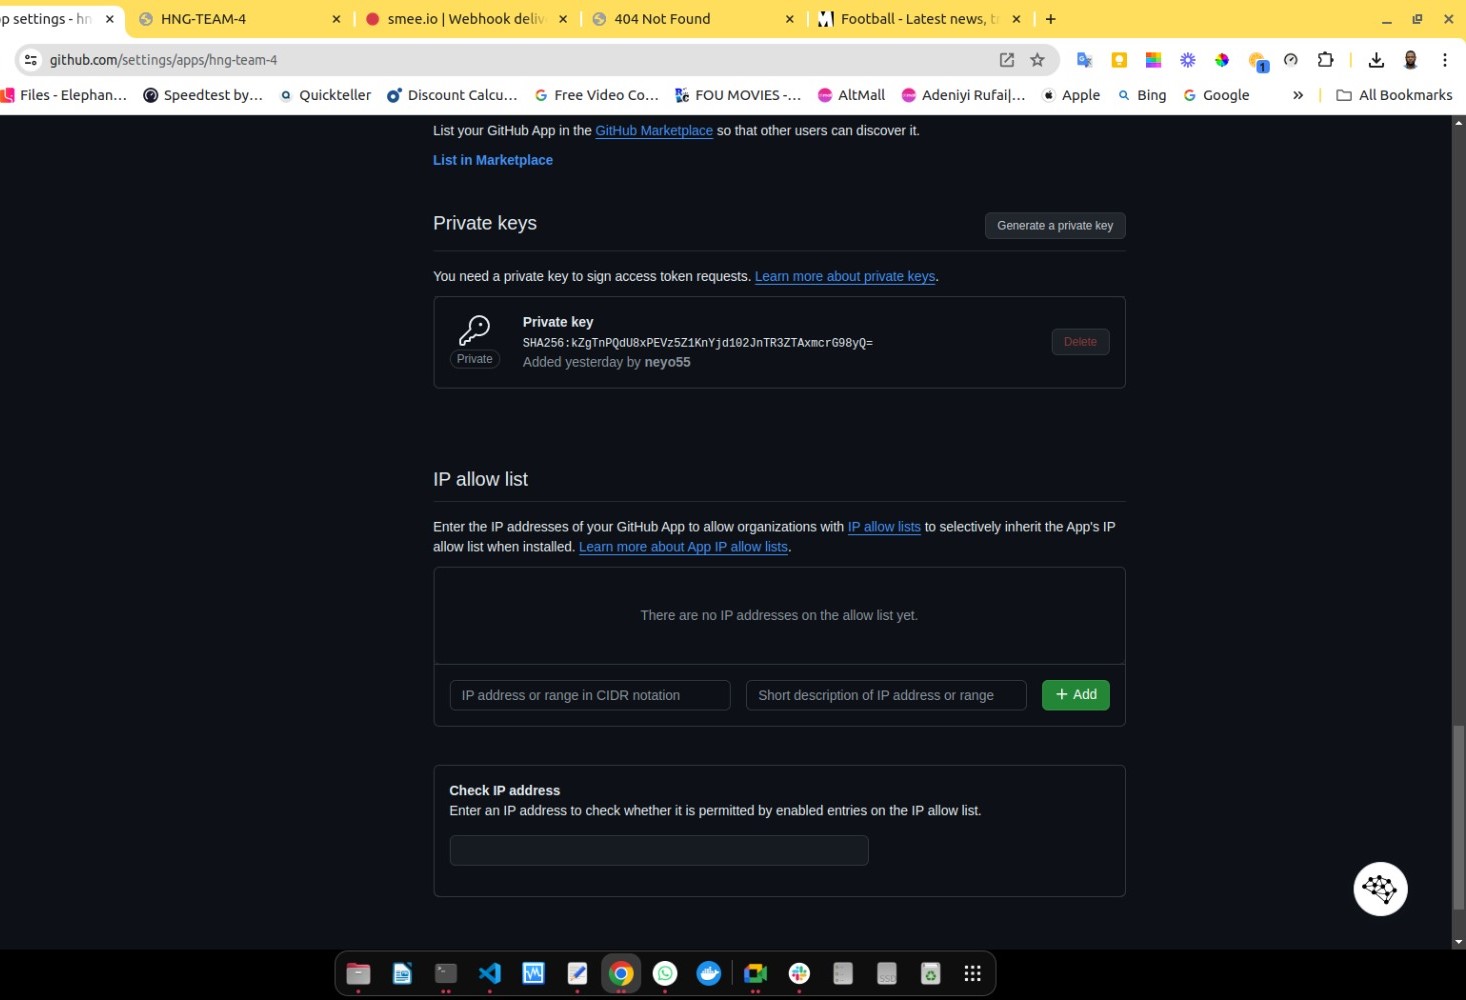 p settings - hn
HNG-TEAM-4
smee.io | Webhook deliv
404 Not Found
Football - Latest news, t
github.com/settings/apps/hng-team-4
1
Files - Elephan...
Speedtest by...
Quickteller
Discount Calcu...
Free Video Co...
FOU MOVIES -...
AltMall
Adeniyi Rufai|...
Apple
Bing
Google
»
All Bookmarks
List your GitHub App in the GitHub Marketplace so that other users can discover it.
List in Marketplace
Private keys
Generate a private key
You need a private key to sign access token requests. Learn more about private keys.
Private key
SHA256:kZgTnPQdU8xPEVz5Z1KnYjd102JnTR3ZTAxmcrG98yQ=
Private
Added yesterday by neyo55
Delete
IP allow list
Enter the IP addresses of your GitHub App to allow organizations with IP allow lists to selectively inherit the App's IP
allow list when installed. Learn more about App IP allow lists.
There are no IP addresses on the allow list yet.
IP address or range in CIDR notation
Short description of IP address or range
+ Add
Check IP address
Enter an IP address to check whether it is permitted by enabled entries on the IP allow list.
SSD